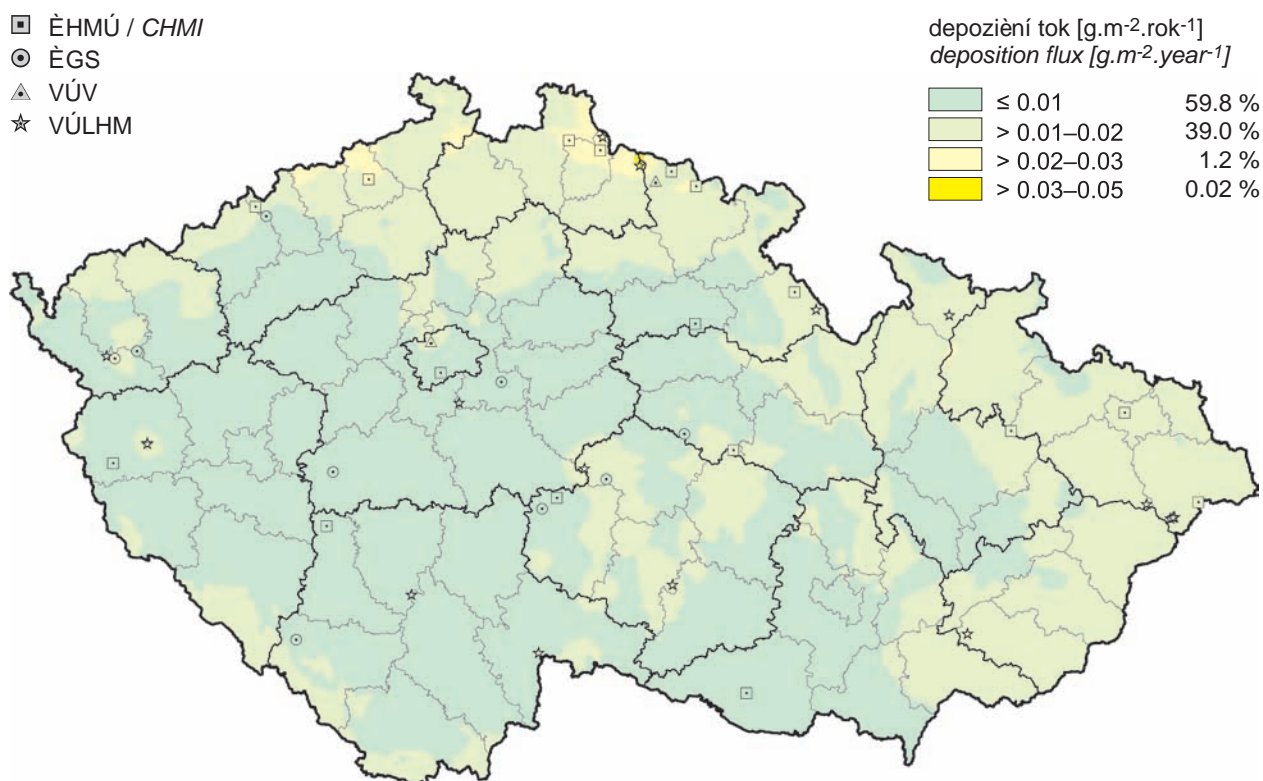 ÈHMÚ / CHMI
ÈGS
VÚV
VÚLHM
depozièní tok [g.m-2.rok-1]
deposition flux [g.m-2.year-1]
≤ 0.01 59.8 %
> 0.01–0.02 39.0 %
> 0.02–0.03 1.2 %
> 0.03–0.05 0.02 %